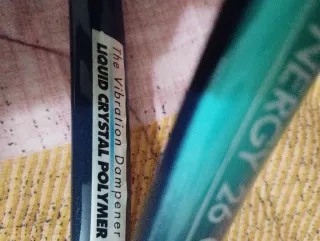 The Vibration Dampener
LIQUID CRYSTAL POLYMER
NERGY 26